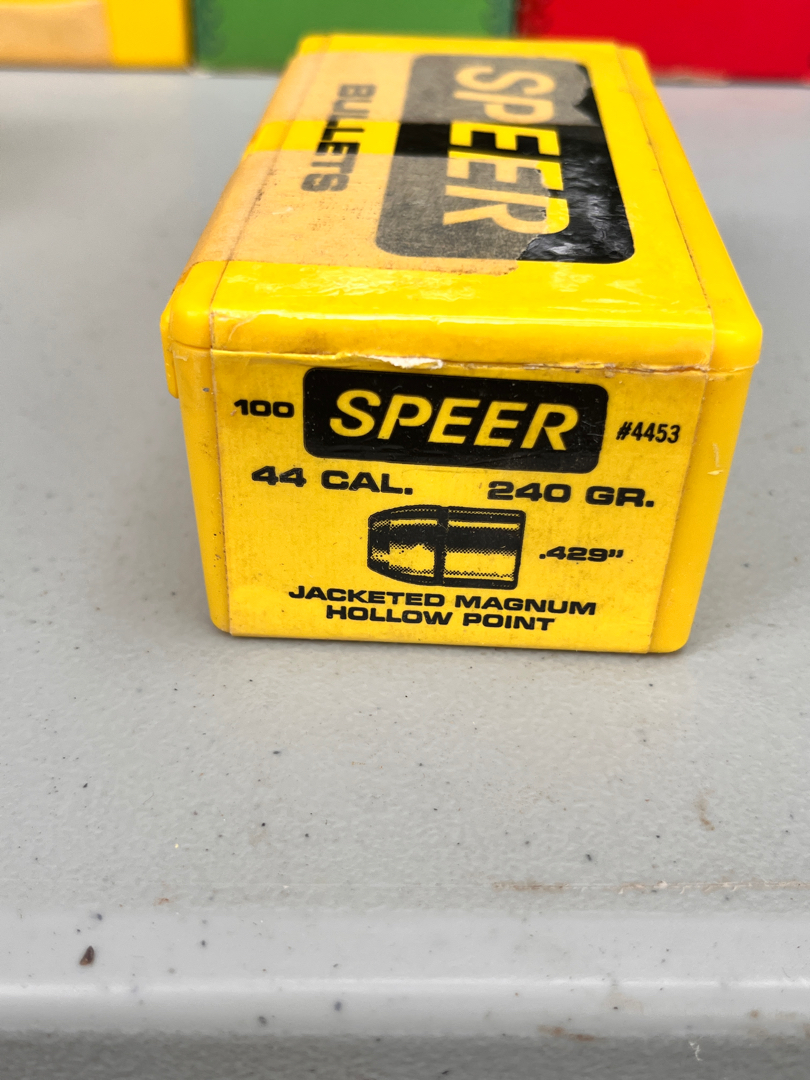 SPEER
BULLETS
100 SPEER #4453
44 CAL. 240 GR.
.429"
JACKETED MAGNUM
HOLLOW POINT